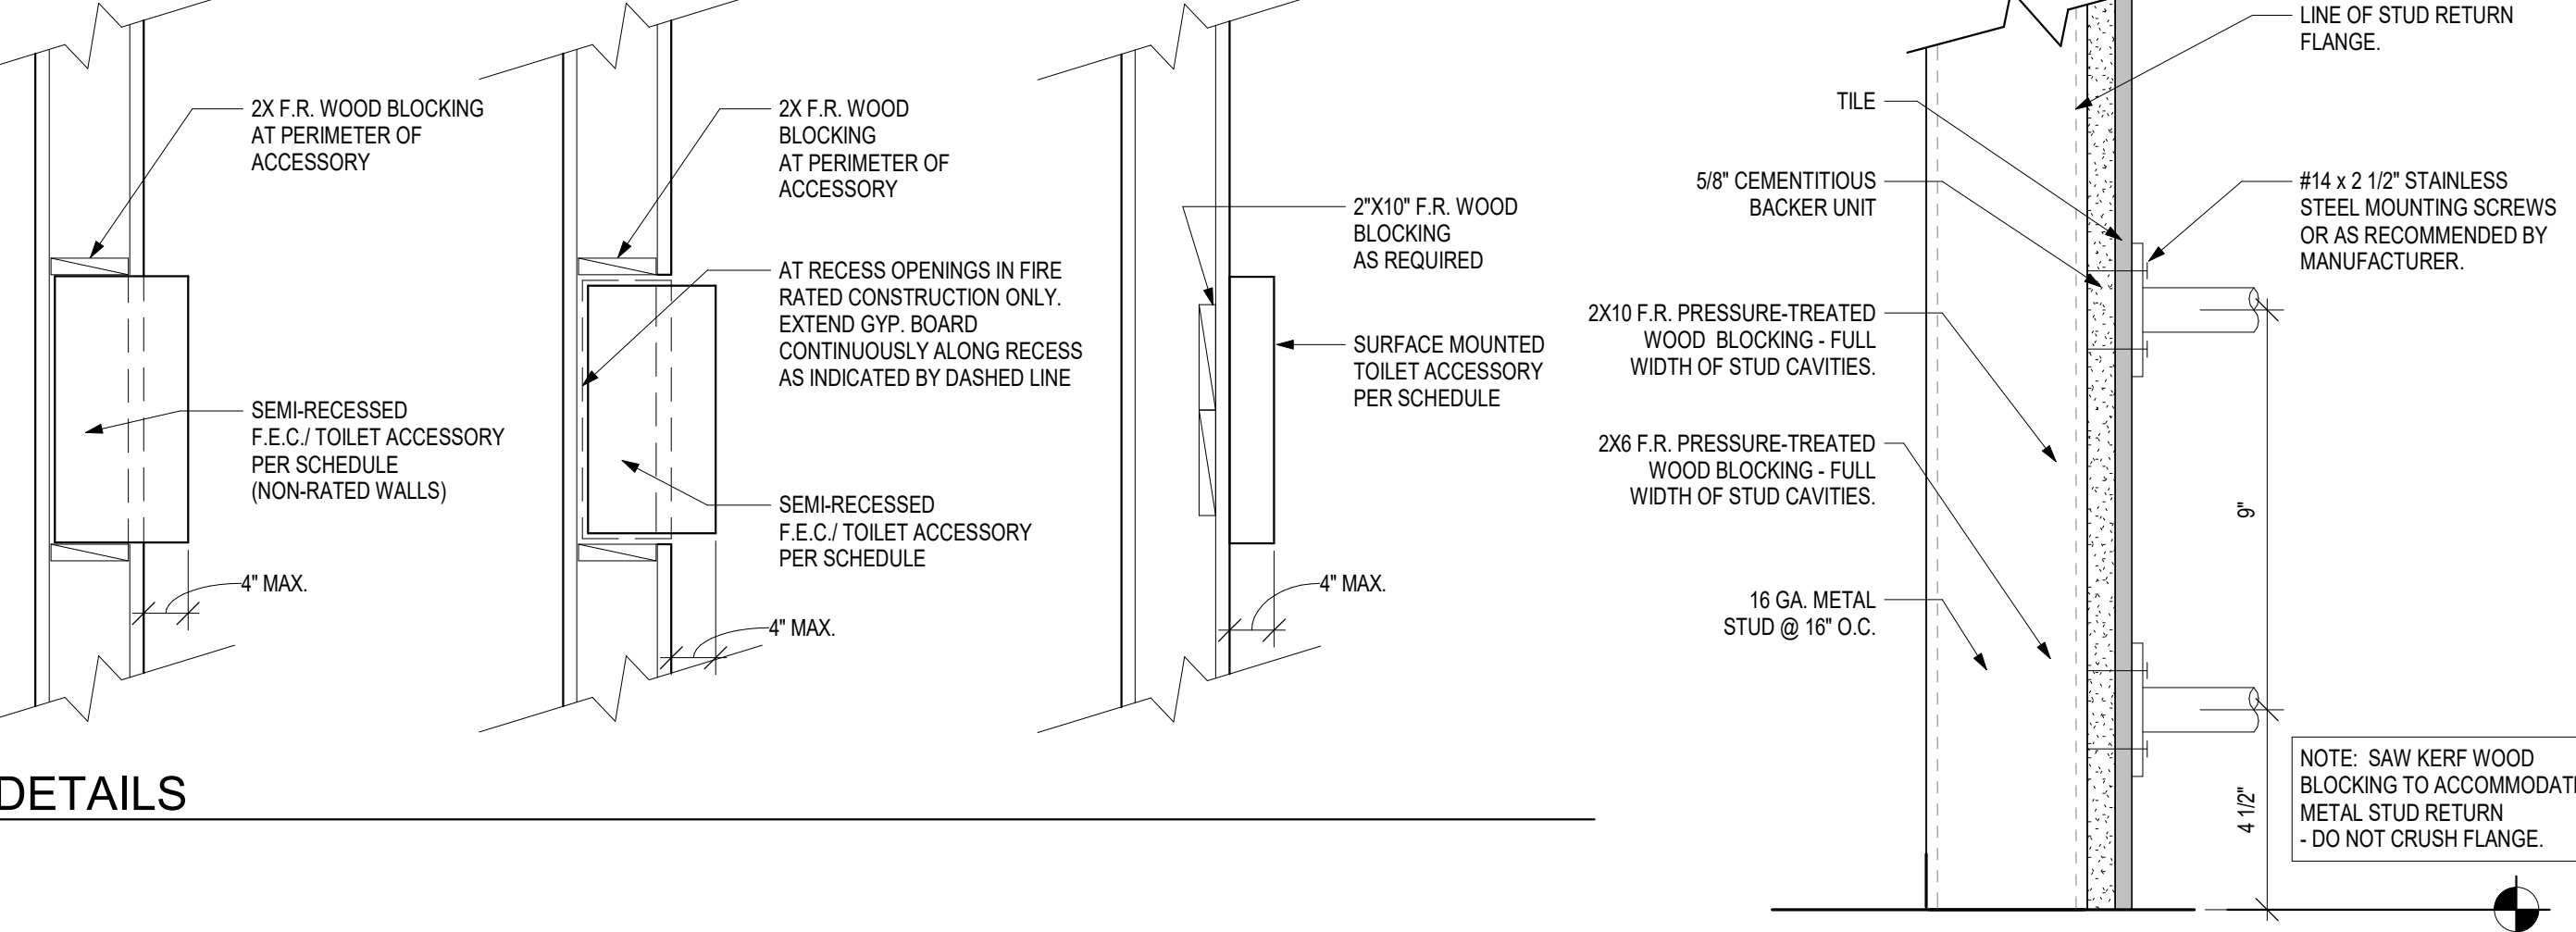 2X F.R. WOOD BLOCKING
AT PERIMETER OF
ACCESSORY
SEMI-RECESSED
F.E.C./ TOILET ACCESSORY
PER SCHEDULE
(NON-RATED WALLS)
4" MAX.
2X F.R. WOOD
BLOCKING
AT PERIMETER OF
ACCESSORY
AT RECESS OPENINGS IN FIRE
RATED CONSTRUCTION ONLY.
EXTEND GYP. BOARD
CONTINUOUSLY ALONG RECESS
AS INDICATED BY DASHED LINE
SEMI-RECESSED
F.E.C./ TOILET ACCESSORY
PER SCHEDULE
4" MAX.
2"X10" F.R. WOOD
BLOCKING
AS REQUIRED
SURFACE MOUNTED
TOILET ACCESSORY
PER SCHEDULE
4" MAX.
DETAILS
TILE
5/8" CEMENTITIOUS
BACKER UNIT
2X10 F.R. PRESSURE-TREATED
WOOD BLOCKING - FULL
WIDTH OF STUD CAVITIES.
2X6 F.R. PRESSURE-TREATED
WOOD BLOCKING - FULL
WIDTH OF STUD CAVITIES.
16 GA. METAL
STUD @ 16" O.C.
LINE OF STUD RETURN
FLANGE.
#14 x 2 1/2" STAINLESS
STEEL MOUNTING SCREWS
OR AS RECOMMENDED BY
MANUFACTURER.
9"
4 1/2"
NOTE: SAW KERF WOOD
BLOCKING TO ACCOMMODAT
METAL STUD RETURN
- DO NOT CRUSH FLANGE.